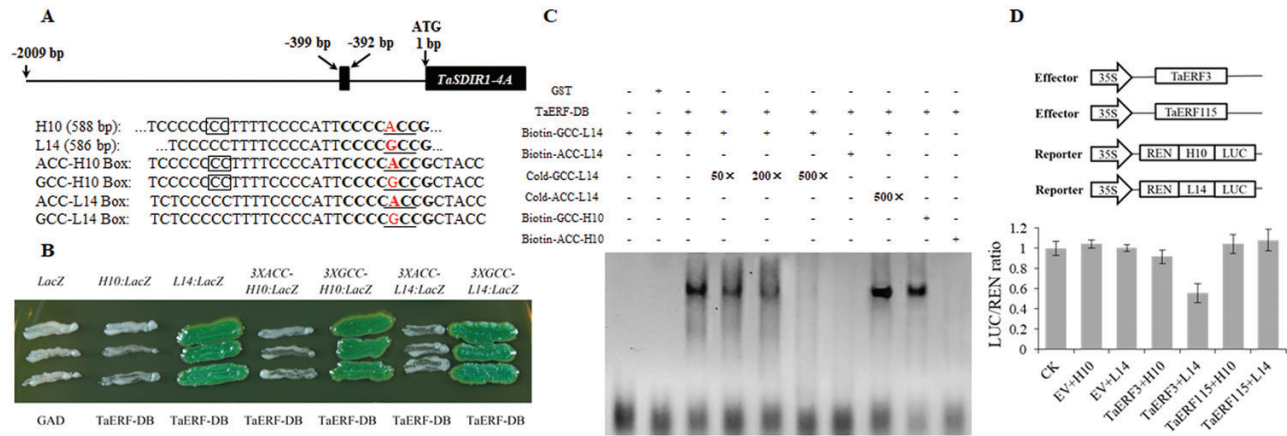 A
-2009 bp
-399 bp
-392 bp
ATG
1 bp
TaSDIR1-4A
H10 (588 bp): ...TCCCCCCCTTTTCCCCATTCCCCACCG...
L14 (586 bp): ...TCCCCCTTTTCCCCATTCCCCGCCG...
ACC-H10 Box: TCCCCCCCTTTTCCCCATTCCCCACCGCTACC
GCC-H10 Box: TCCCCCCCTTTTCCCCATTCCCCGCCGCTACC
ACC-L14 Box: TCTCCCCCTTTTCCCCATTCCCCACCGCTACC
GCC-L14 Box: TCTCCCCCTTTTCCCCATTCCCCGCCGCTACC
B
LacZ H10:LacZ L14:LacZ 3XACC-H10:LacZ 3XGCC-H10:LacZ 3XACC-L14:LacZ 3XGCC-L14:LacZ
GAD TaERF-DB TaERF-DB TaERF-DB TaERF-DB TaERF-DB TaERF-DB
C
GST - + - - - - - - - -
TaERF-DB - - + + + + + + + +
Biotin-GCC-L14 + + + + + + - + - -
Biotin-ACC-L14 - - - - - - + - - -
Cold-GCC-L14 - - - 50× 200× 500× - - - -
Cold-ACC-L14 - - - - - - - 500× - -
Biotin-GCC-H10 - - - - - - - - + -
Biotin-ACC-H10 - - - - - - - - - +
D
Effector 35S TaERF3
Effector 35S TaERF115
Reporter 35S REN H10 LUC
Reporter 35S REN L14 LUC
LUC/REN ratio
1.2
1
0.8
0.6
0.4
0.2
0
CK
EV+H10
EV+L14
TaERF3+H10
TaERF3+L14
TaERF115+H10
TaERF115+L14